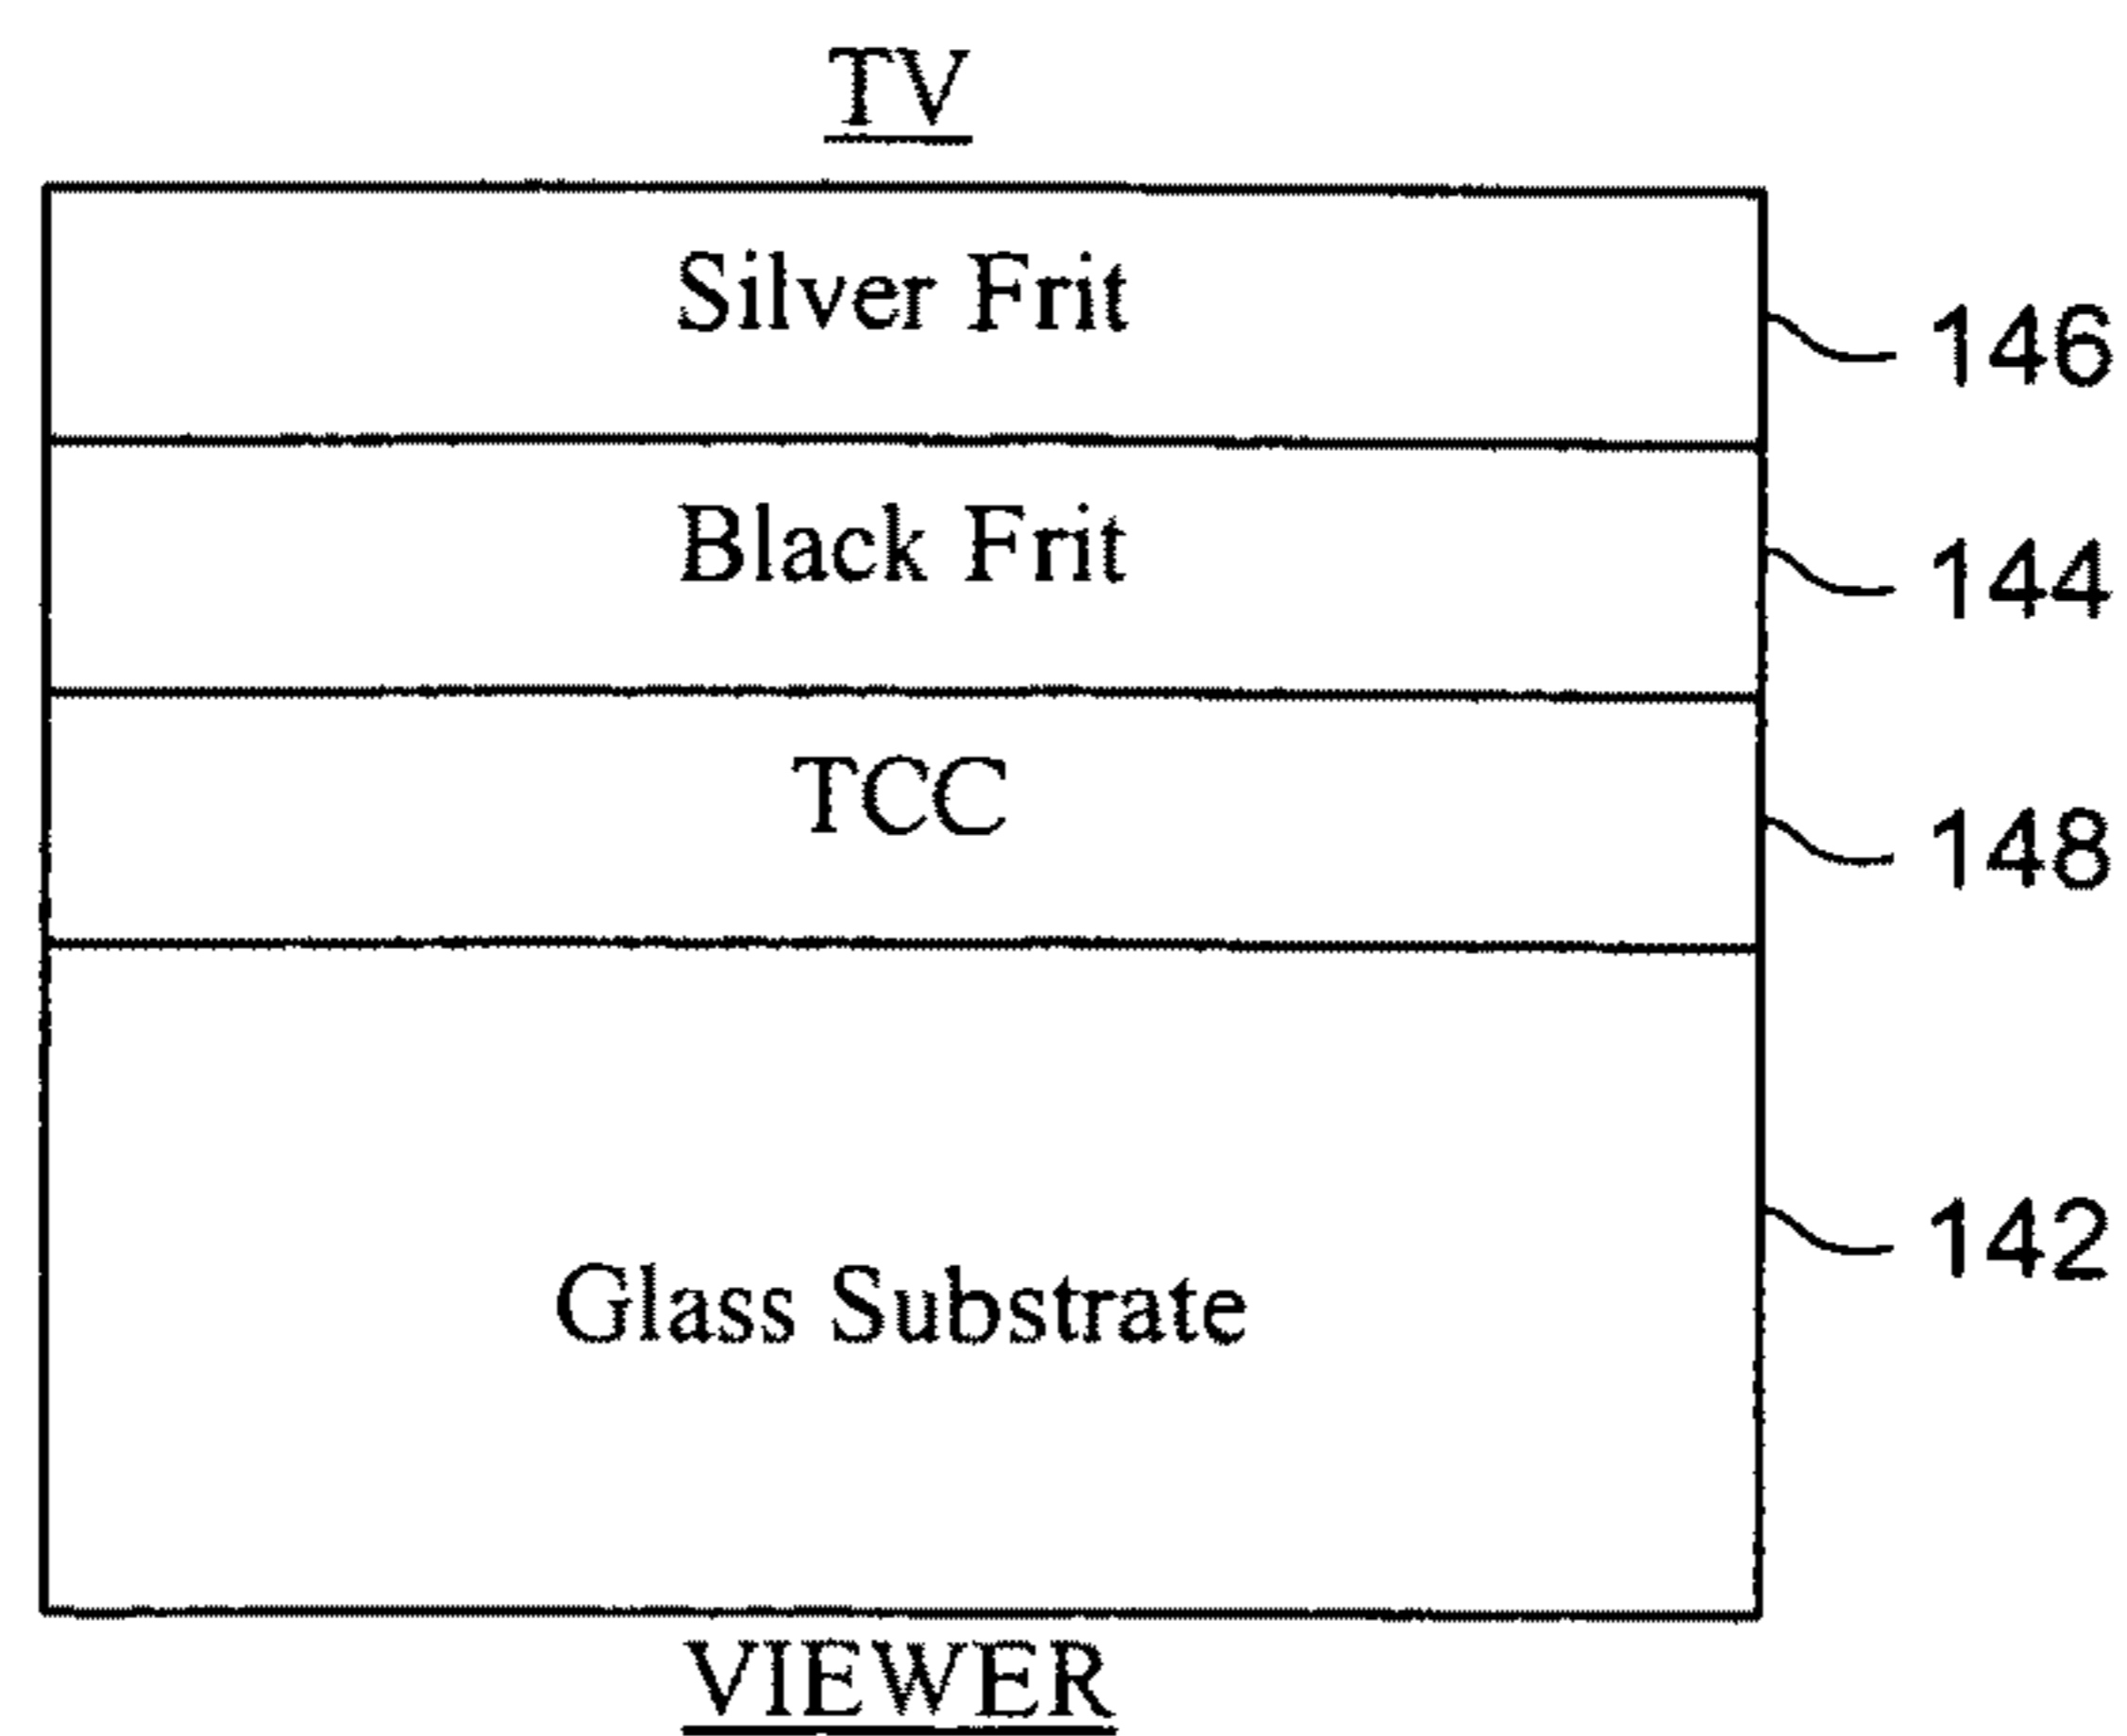 TV
Silver Frit
146
Black Frit
144
TCC
148
Glass Substrate
142
VIEWER